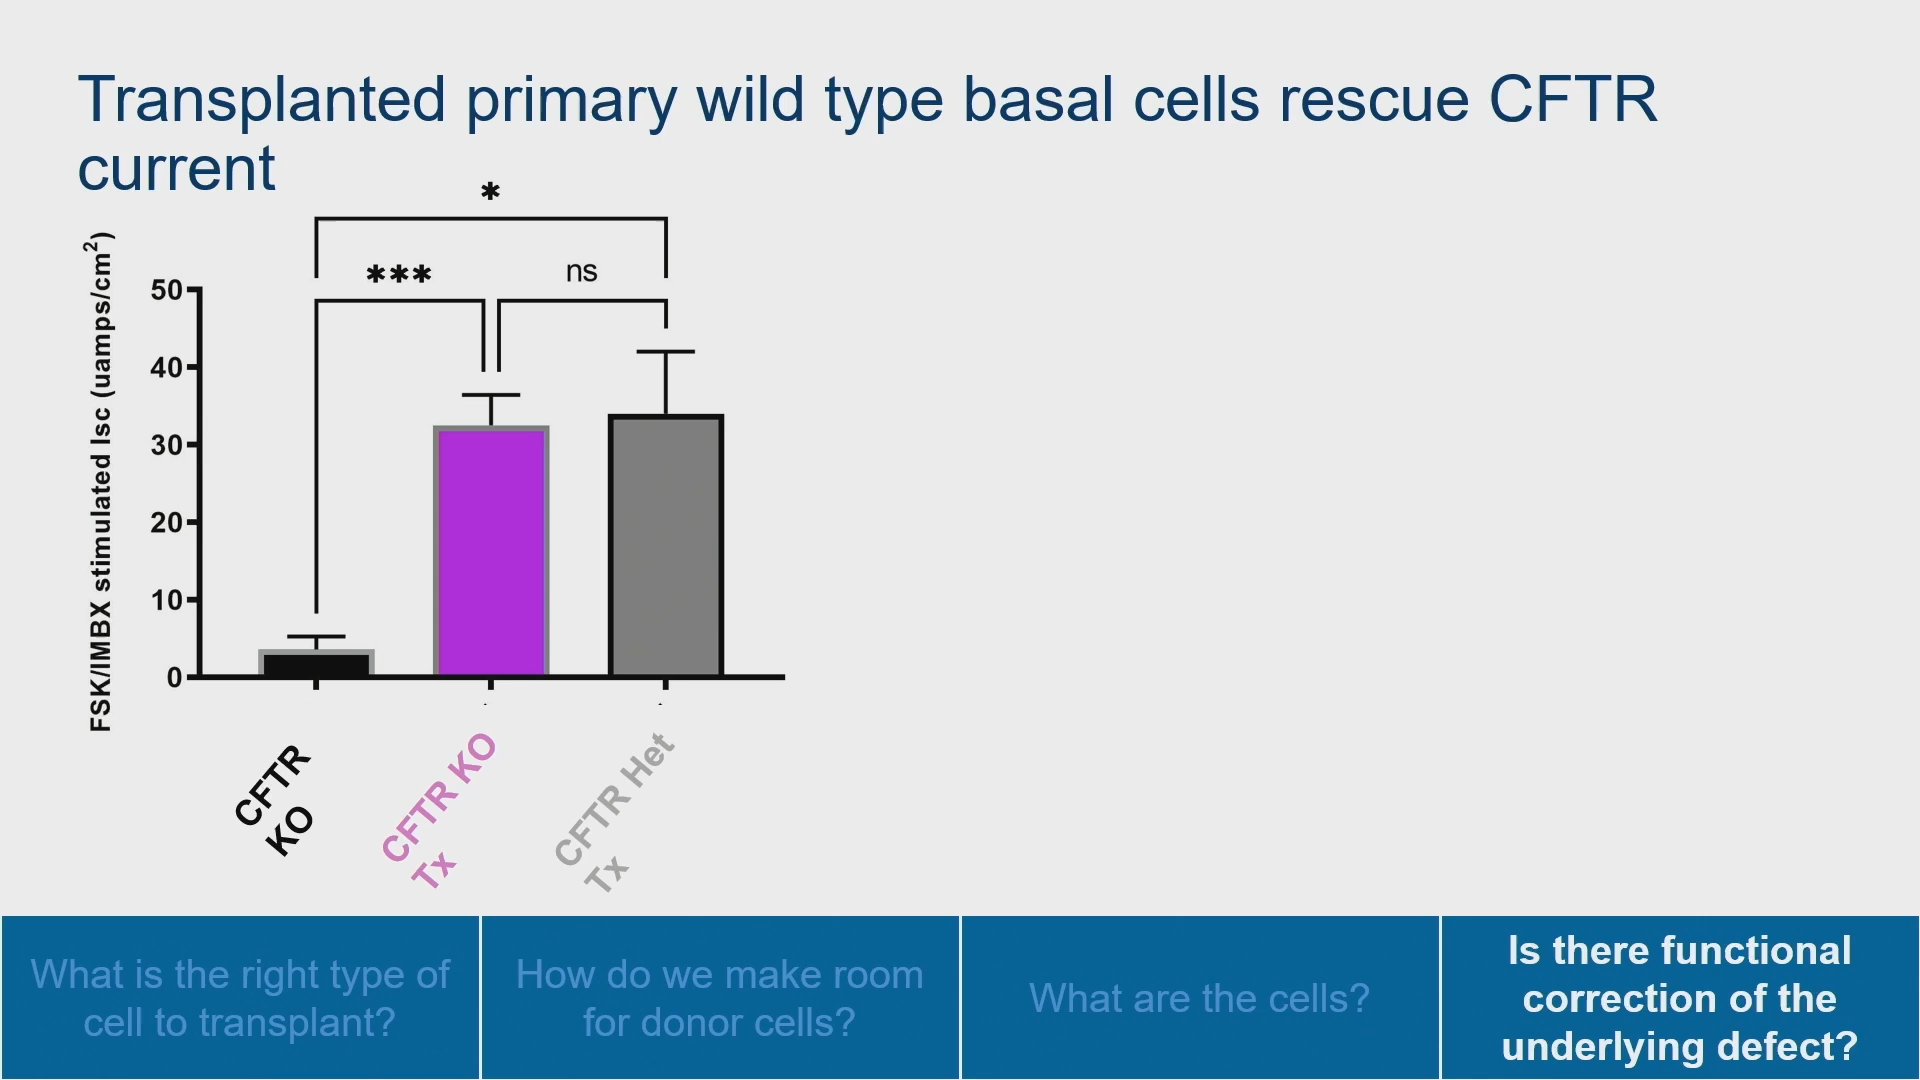 Transplanted primary wild type basal cells rescue CFTR
current
*
***
ns
FSK/IMBX stimulated Isc (uamps/cm²)
50
40
30
20
10
0
CFTR
KO
CFTR KO
Tx
CFTR Het
Tx
What is the right type of
cell to transplant?
How do we make room
for donor cells?
What are the cells?
Is there functional
correction of the
underlying defect?